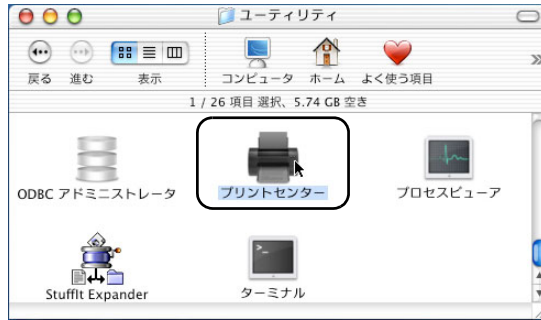 ユーティリティ
戻る 進む 表示 コンピュータ ホーム よく使う項目
1 / 26 項目 選択、5.74 GB 空き
ODBC アドミニストレータ プリントセンター プロセスビューア
StuffIt Expander ターミナル